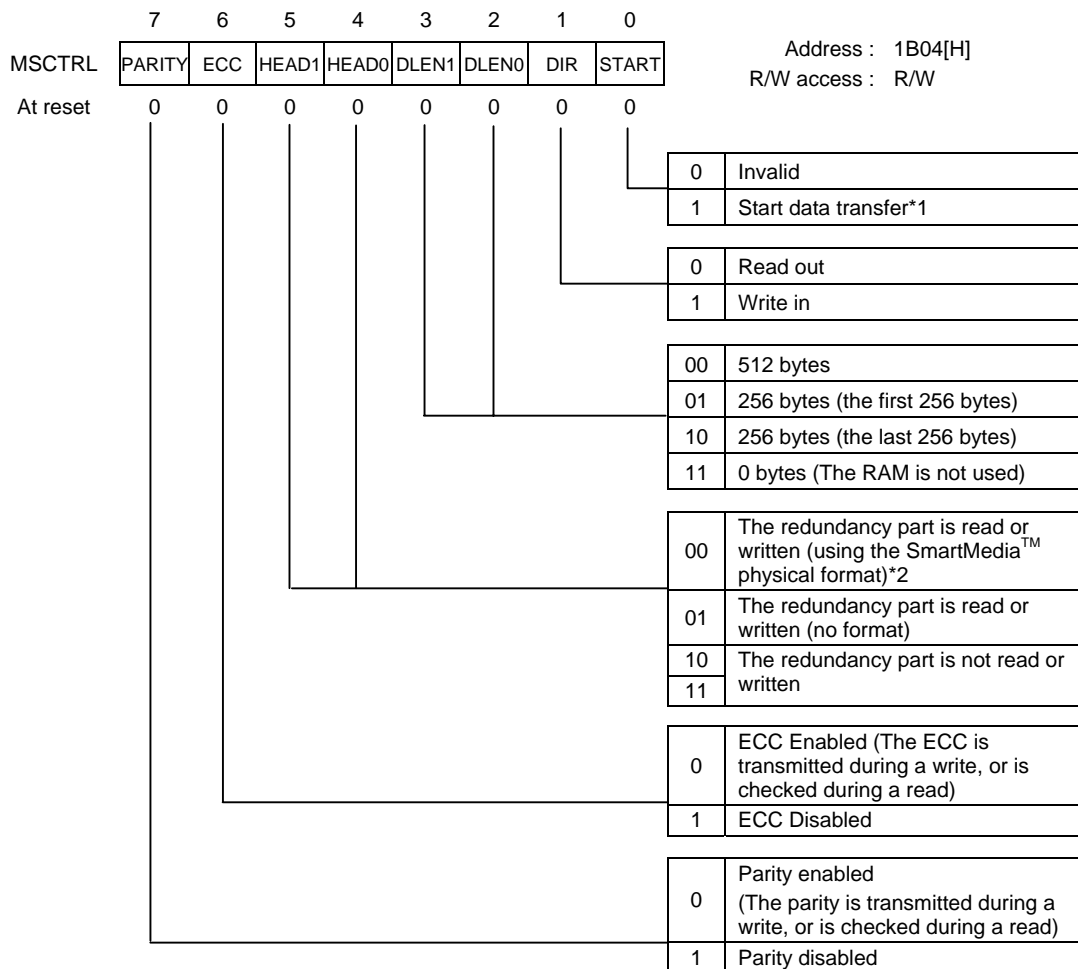 7 6 5 4 3 2 1 0
MSCTRL PARITY ECC HEAD1 HEAD0 DLEN1 DLEN0 DIR START
Address : 1B04[H]
R/W access : R/W
At reset 0 0 0 0 0 0 0 0
0 Invalid
1 Start data transfer*1
0 Read out
1 Write in
00 512 bytes
01 256 bytes (the first 256 bytes)
10 256 bytes (the last 256 bytes)
11 0 bytes (The RAM is not used)
00 The redundancy part is read or
written (using the SmartMedia™
physical format)*2
01 The redundancy part is read or
written (no format)
10 The redundancy part is not read or
11 written
0 ECC Enabled (The ECC is
transmitted during a write, or is
checked during a read)
1 ECC Disabled
0 Parity enabled
(The parity is transmitted during a
write, or is checked during a read)
1 Parity disabled